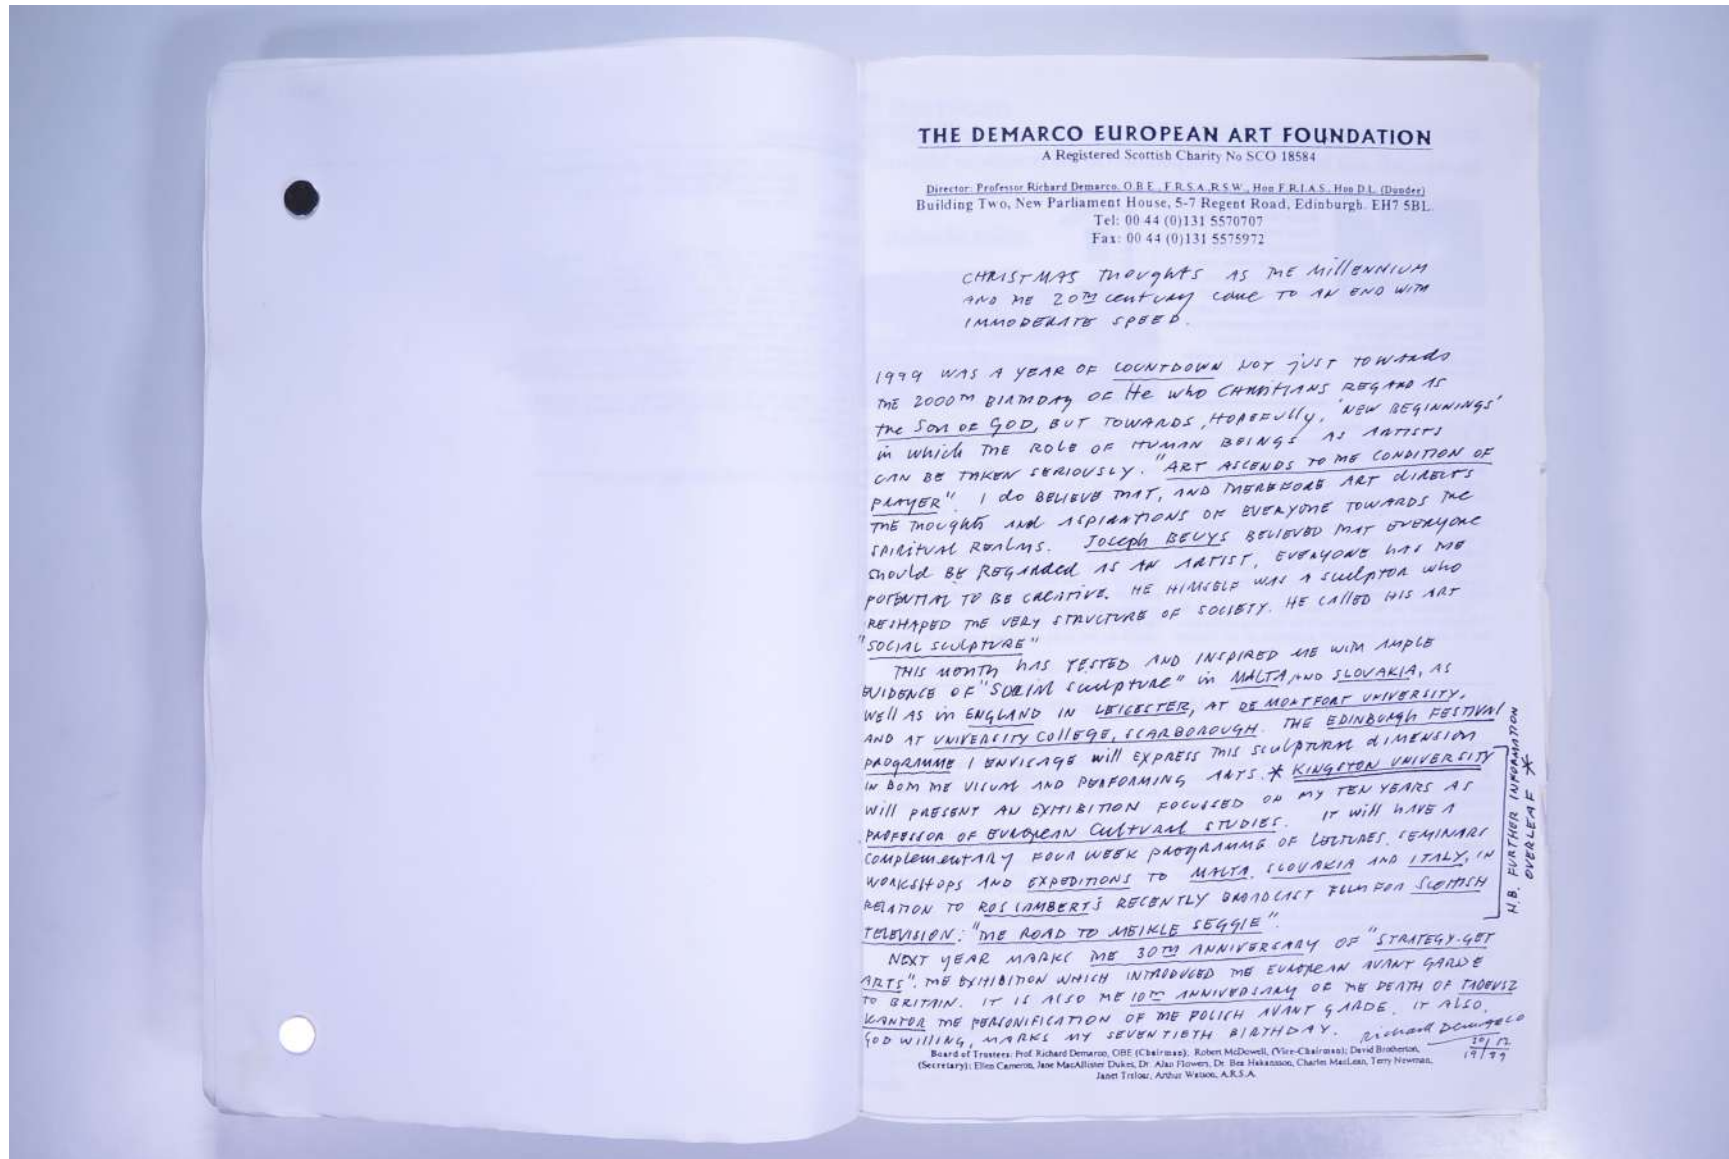 THE DEMARCO EUROPEAN ART FOUNDATION
A Registered Scottish Charity No SCO 18584
Director: Professor Richard Demarco, O.B.E., F.R.S.A., R.S.W., Hon F.R.I.A.S., Hon D.L. (Dundee)
Building Two, New Parliament House, 5-7 Regent Road, Edinburgh. EH7 5BL.
Tel: 00 44 (0)131 5570707
Fax: 00 44 (0)131 5575972
CHRISTMAS THOUGHTS AS THE MILLENNIUM
AND THE 20TH CENTURY COME TO AN END WITH
IMMODERATE SPEED.
1999 WAS A YEAR OF COUNTDOWN NOT JUST TOWARDS
THE 2000TH BIRTHDAY OF He who CHRISTIANS REGARD AS
the Son of GOD, BUT TOWARDS, HOPEFULLY, 'NEW BEGINNINGS'
in which THE ROLE OF HUMAN BEINGS AS ARTISTS
CAN BE TAKEN SERIOUSLY. "ART ASCENDS TO THE CONDITION OF
PRAYER". I do BELIEVE THAT, AND THEREFORE ART DIRECTS
THE THOUGHTS AND ASPIRATIONS OF EVERYONE TOWARDS THE
SPIRITUAL REALMS. JOSEPH BEUYS BELIEVED THAT EVERYONE
SHOULD BE REGARDED AS AN ARTIST, EVERYONE HAS THE
POTENTIAL TO BE CREATIVE. HE HIMSELF WAS A SCULPTOR WHO
RESHAPED THE VERY STRUCTURE OF SOCIETY. HE CALLED HIS ART
"SOCIAL SCULPTURE"
THIS MONTH HAS TESTED AND INSPIRED ME WITH AMPLE
EVIDENCE OF "SOCIAL SCULPTURE" in MALTA AND SLOVAKIA, AS
WELL AS in ENGLAND IN LEICESTER, AT DE MONTFORT UNIVERSITY,
AND AT UNIVERSITY COLLEGE, SCARBOROUGH. THE EDINBURGH FESTIVAL
PROGRAMME I ENVISAGE will EXPRESS THIS SCULPTURAL DIMENSION
IN BOTH THE VISUAL AND PERFORMING ARTS. * KINGSTON UNIVERSITY
WILL PRESENT AN EXHIBITION FOCUSSED ON MY TEN YEARS AS
PROFESSOR OF EUROPEAN CULTURAL STUDIES. IT will HAVE A
COMPLEMENTARY FOUR WEEK PROGRAMME OF LECTURES, SEMINARS
WORKSHOPS AND EXPEDITIONS TO MALTA, SLOVAKIA AND ITALY, IN
RELATION TO ROS LAMBERT'S RECENTLY BROADCAST FILM FOR SCOTTISH
TELEVISION: "THE ROAD TO MEIKLE SEGGIE".
NEXT YEAR MARKS THE 30TH ANNIVERSARY OF "STRATEGY-GET
ARTS". THE EXHIBITION WHICH INTRODUCED THE EUROPEAN AVANT GARDE
TO BRITAIN. IT IS ALSO THE 10TH ANNIVERSARY OF THE DEATH OF TADEUSZ
KANTOR THE PERSONIFICATION OF THE POLISH AVANT GARDE. IT ALSO,
GOD WILLING, MARKS MY SEVENTIETH BIRTHDAY. Richard Demarco
20/12
19/99
N.B. FURTHER INFORMATION
OVERLEAF *
Board of Trustees: Prof. Richard Demarco, OBE (Chairman); Robert McDowell, (Vice-Chairman); David Brotherton,
(Secretary); Ellen Cameron, Jane MacAllister Dukes, Dr. Alan Flowers, Dr. Bea Hakansson, Charles MacLean, Terry Newman,
Janet Treloar, Arthur Watson, A.R.S.A.